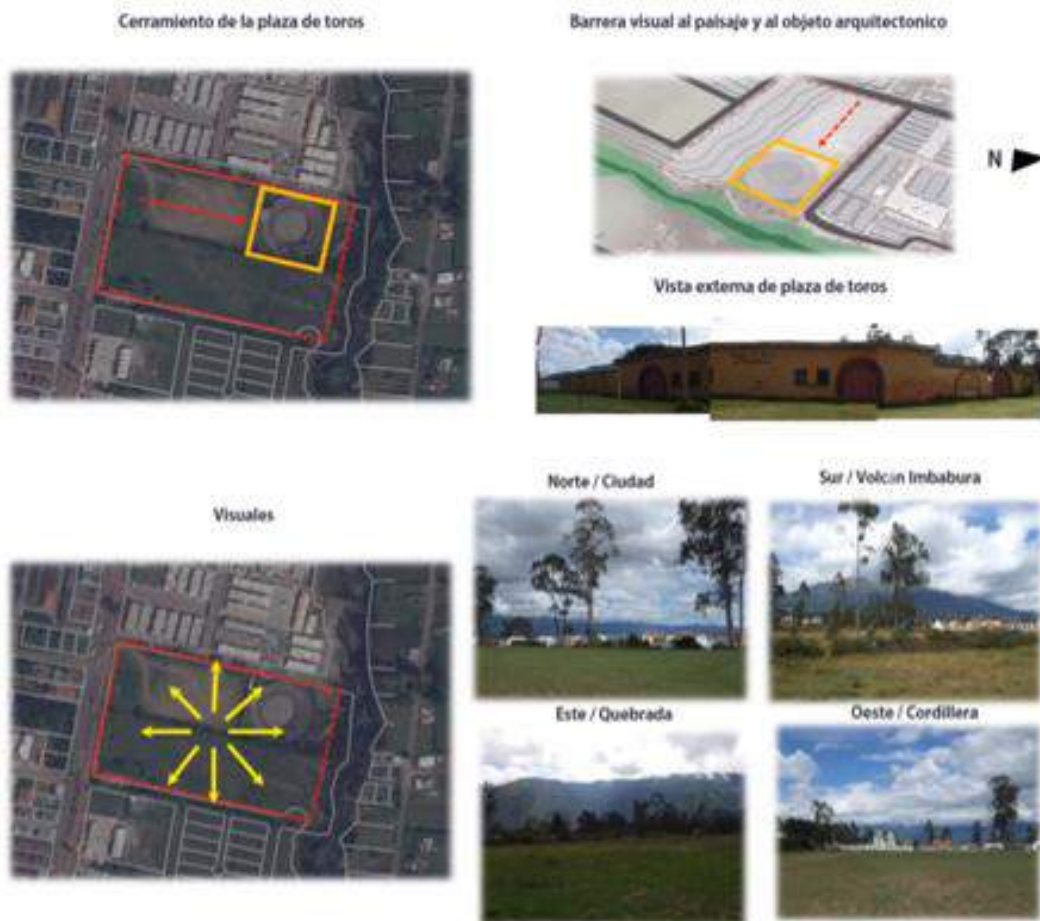 Cerramiento de la plaza de toros
Barrera visual al paisaje y al objeto arquitectonico
N
Vista externa de plaza de toros
Visuales
Norte / Ciudad
Sur / Volcán Imbabura
Este / Quebrada
Oeste / Cordillera